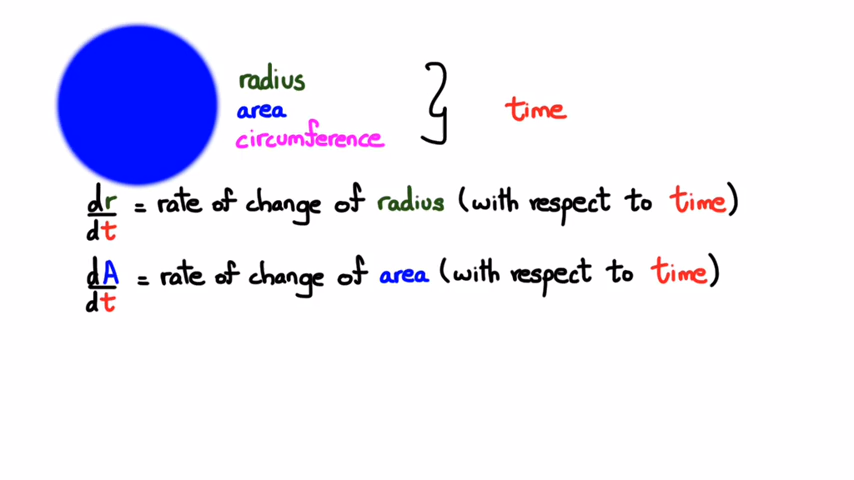 radius
area
circumference
} time
dr/dt = rate of change of radius (with respect to time)
dA/dt = rate of change of area (with respect to time)